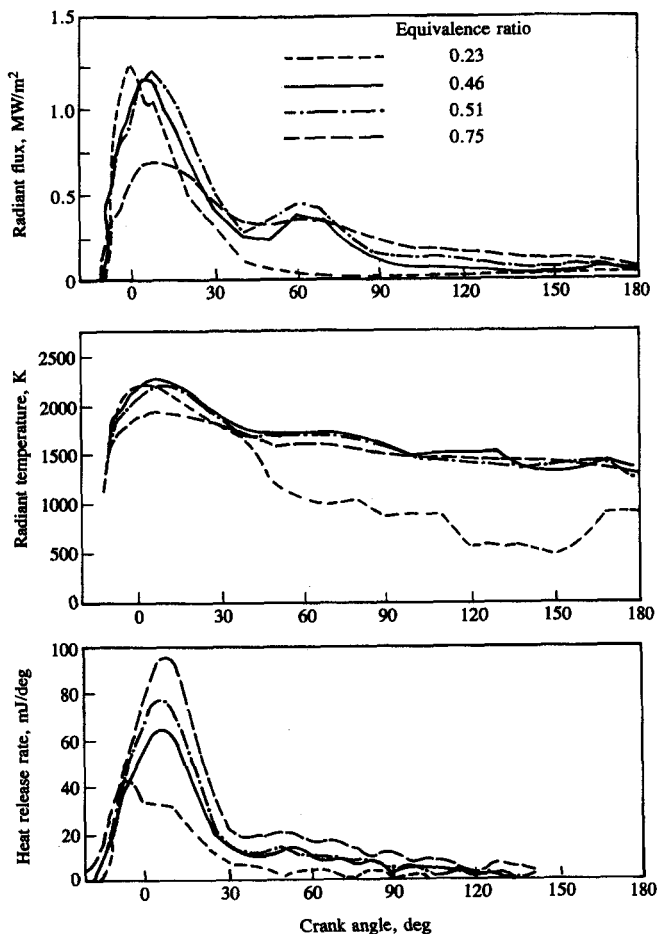 Equivalence ratio
0.23
0.46
0.51
0.75
Radiant flux, MW/m²
1.5
1.0
0.5
0
0 30 60 90 120 150 180
Radiant temperature, K
2500
2000
1500
1000
500
0
0 30 60 90 120 150 180
Heat release rate, mJ/deg
100
80
60
40
20
0
0 30 60 90 120 150 180
Crank angle, deg